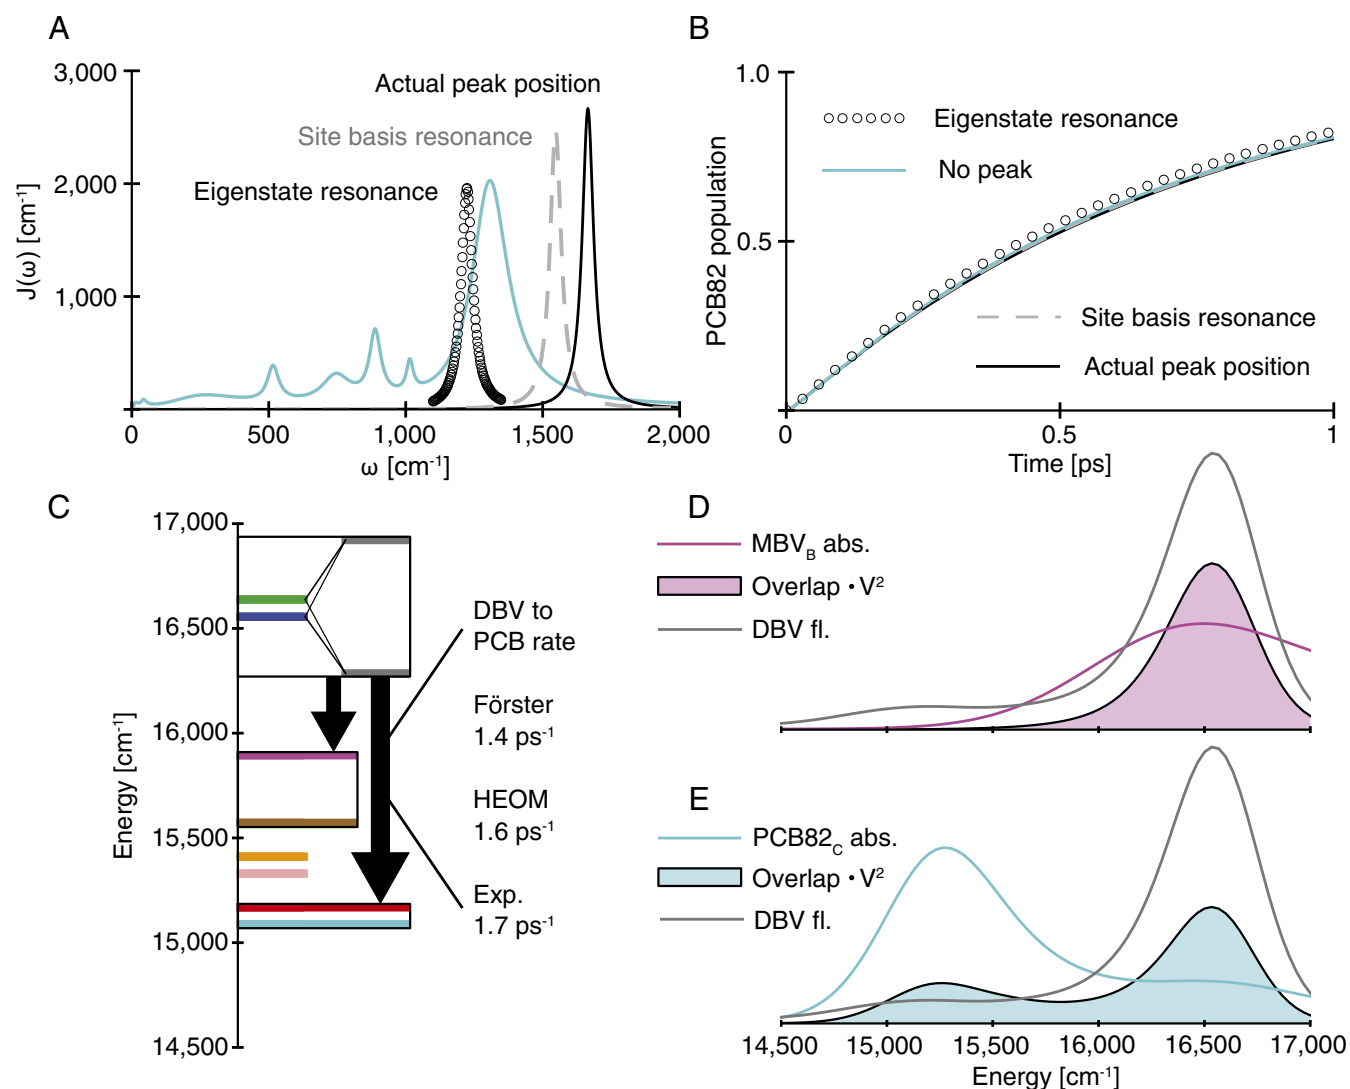 A
3,000
2,000
1,000
J(ω) [cm⁻¹]
Actual peak position
Site basis resonance
Eigenstate resonance
0
500
1,000
1,500
2,000
ω [cm⁻¹]
B
1.0
0.5
PCB82 population
Eigenstate resonance
No peak
Site basis resonance
Actual peak position
0
0.5
1
Time [ps]
C
17,000
16,500
16,000
15,500
15,000
14,500
Energy [cm⁻¹]
DBV to
PCB rate
Förster
1.4 ps⁻¹
HEOM
1.6 ps⁻¹
Exp.
1.7 ps⁻¹
D
MBV_B abs.
Overlap • V²
DBV fl.
E
PCB82_C abs.
Overlap • V²
DBV fl.
14,500
15,000
15,500
16,000
16,500
17,000
Energy [cm⁻¹]